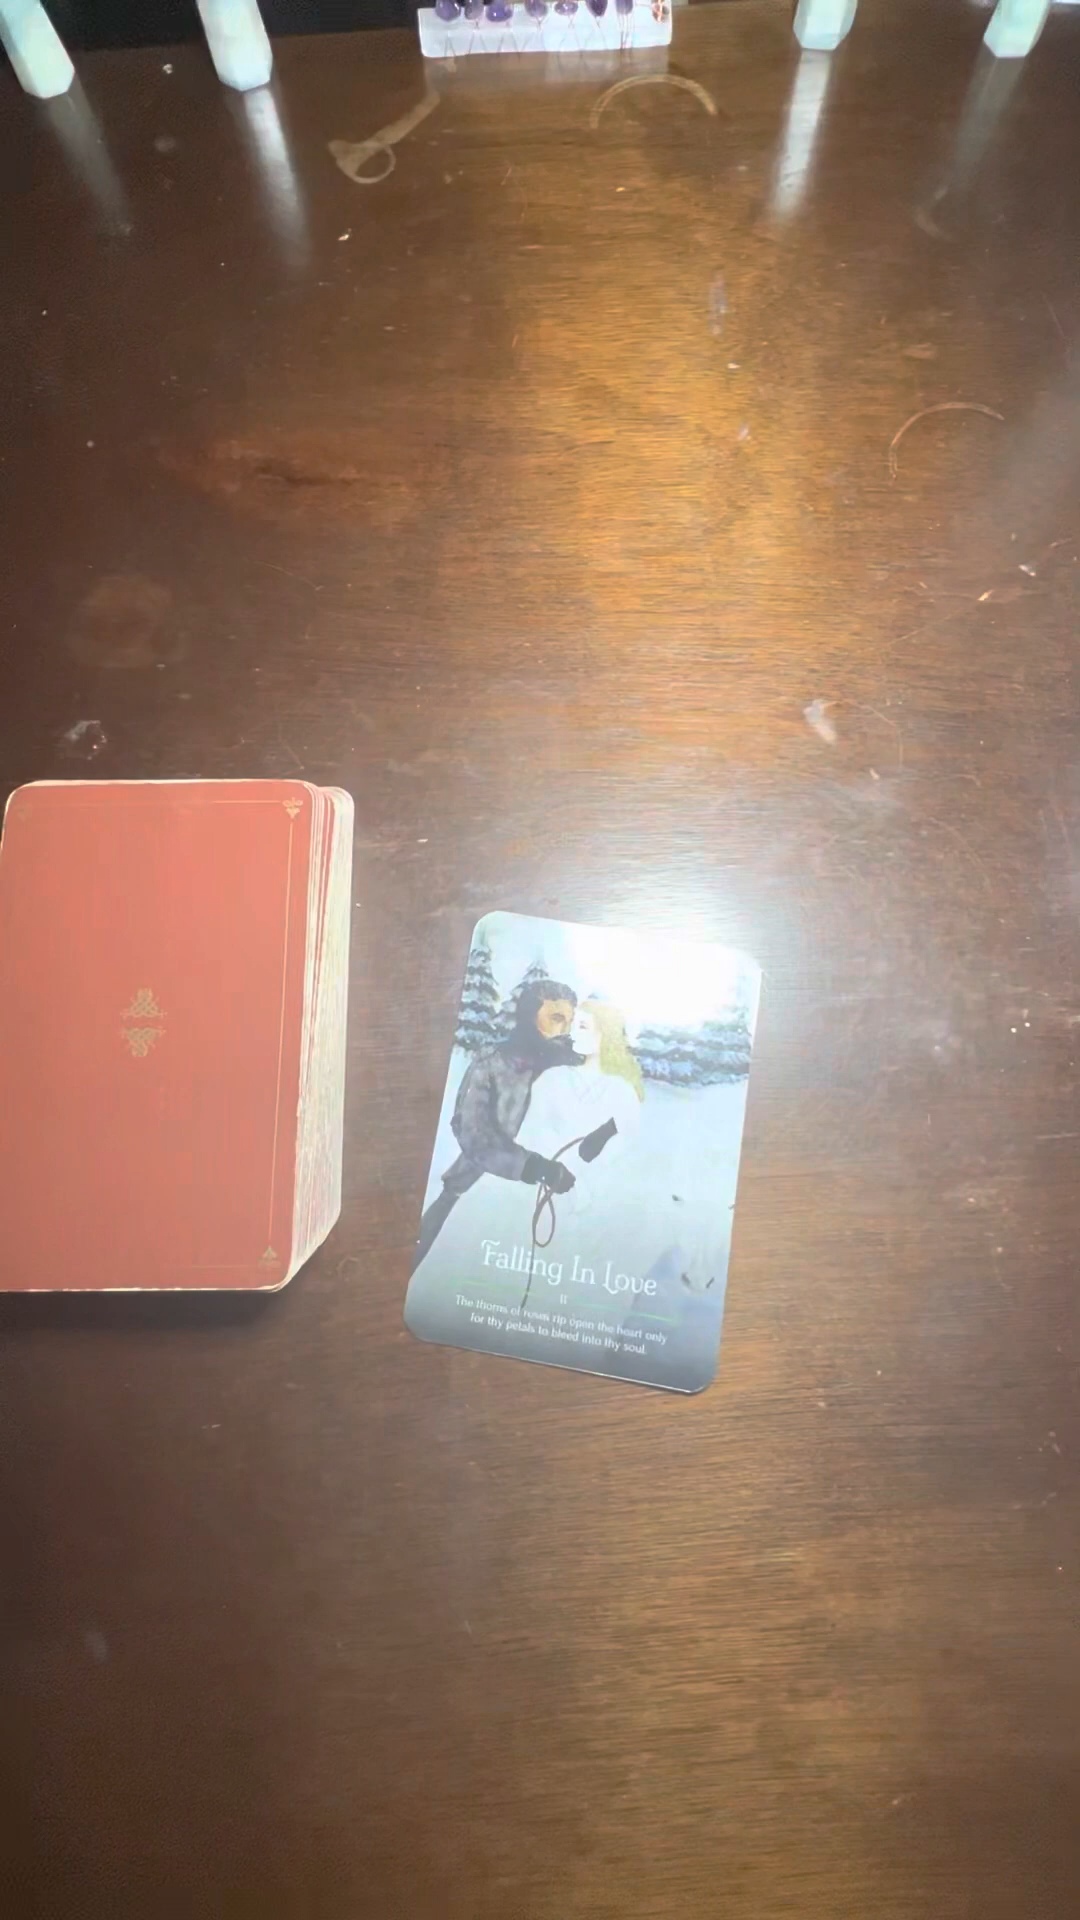 Falling In Love
II
The thorns of roses rip open the heart only
for thy petals to bleed into thy soul.